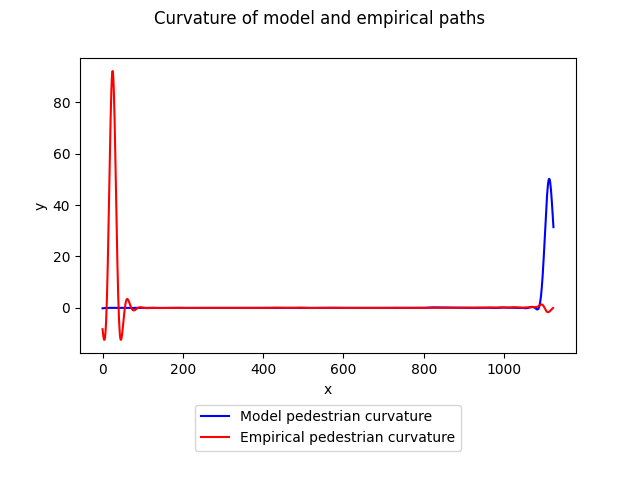 Curvature of model and empirical paths
80
60
40
20
0
y
0 200 400 600 800 1000
x
Model pedestrian curvature
Empirical pedestrian curvature